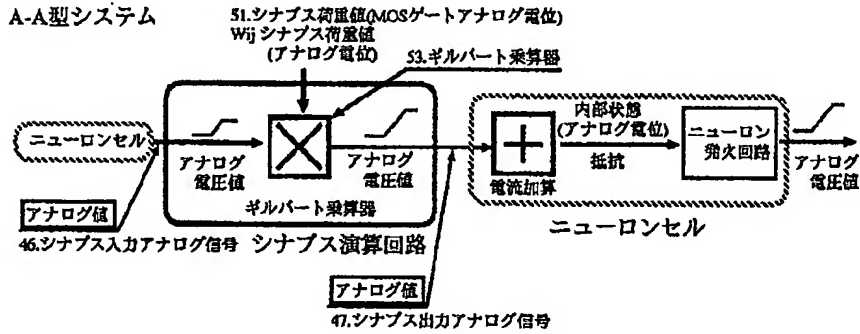 A-A型システム
51.シナプス荷重値(MOSゲートアナログ電位)
Wij シナプス荷重値
(アナログ電位)
53.ギルバート乗算器
ニューロンセル
アナログ
電圧値
アナログ
電圧値
ギルバート乗算器
内部状態
(アナログ電位)
抵抗
電流加算
ニューロン
発火回路
アナログ
電圧値
アナログ値
46.シナプス入力アナログ信号
シナプス演算回路
ニューロンセル
アナログ値
47.シナプス出力アナログ信号